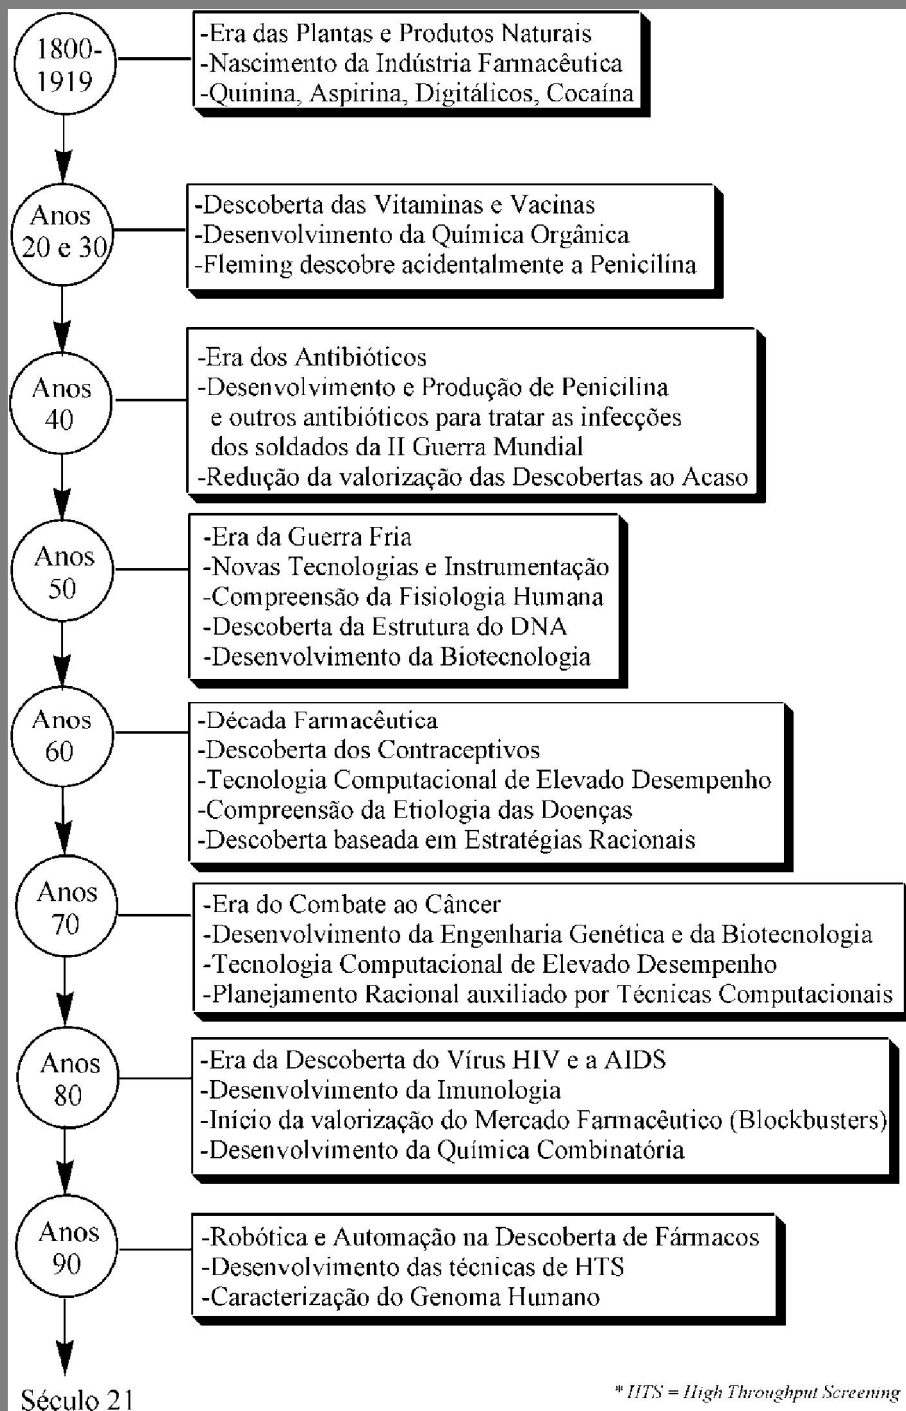 1800-
1919
-Era das Plantas e Produtos Naturais
-Nascimento da Indústria Farmacêutica
-Quinina, Aspirina, Digitálicos, Cocaína
Anos
20 e 30
-Descoberta das Vitaminas e Vacinas
-Desenvolvimento da Química Orgânica
-Fleming descobre acidentalmente a Penicilina
Anos
40
-Era dos Antibióticos
-Desenvolvimento e Produção de Penicilina
e outros antibióticos para tratar as infecções
dos soldados da II Guerra Mundial
-Redução da valorização das Descobertas ao Acaso
Anos
50
-Era da Guerra Fria
-Novas Tecnologias e Instrumentação
-Compreensão da Fisiologia Humana
-Descoberta da Estrutura do DNA
-Desenvolvimento da Biotecnologia
Anos
60
-Década Farmacêutica
-Descoberta dos Contraceptivos
-Tecnologia Computacional de Elevado Desempenho
-Compreensão da Etiologia das Doenças
-Descoberta baseada em Estratégias Racionais
Anos
70
-Era do Combate ao Câncer
-Desenvolvimento da Engenharia Genética e da Biotecnologia
-Tecnologia Computacional de Elevado Desempenho
-Planejamento Racional auxiliado por Técnicas Computacionais
Anos
80
-Era da Descoberta do Vírus HIV e a AIDS
-Desenvolvimento da Imunologia
-Início da valorização do Mercado Farmacêutico (Blockbusters)
-Desenvolvimento da Química Combinatória
Anos
90
-Robótica e Automação na Descoberta de Fármacos
-Desenvolvimento das técnicas de HTS
-Caracterização do Genoma Humano
Século 21
* HTS = High Throughput Screening